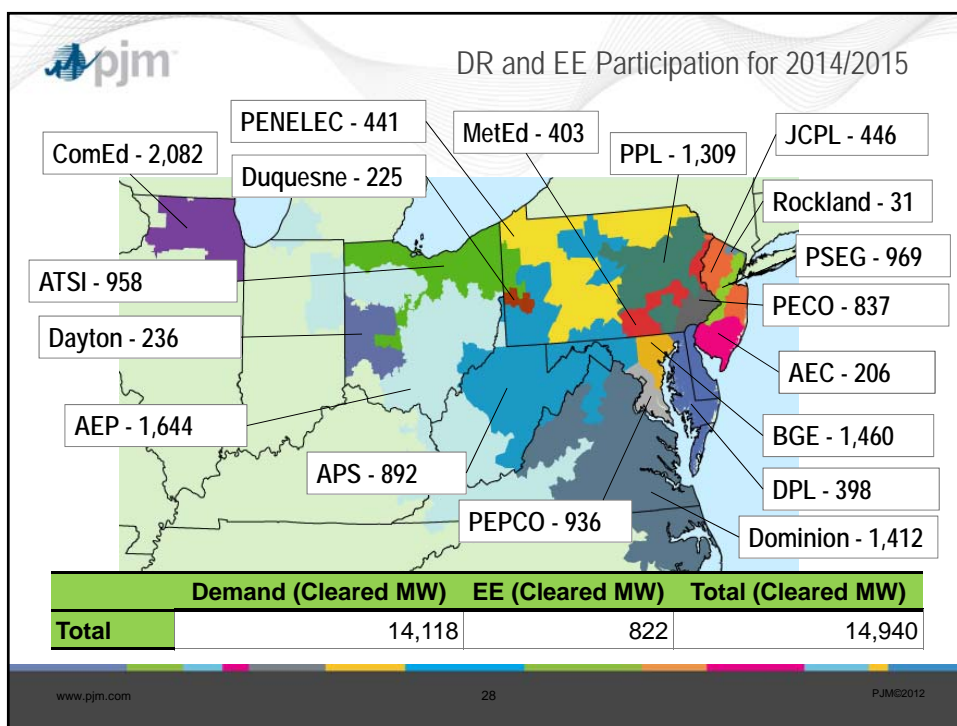 pjm™
DR and EE Participation for 2014/2015
PENELEC - 441
MetEd - 403
JCPL - 446
ComEd - 2,082
PPL - 1,309
Duquesne - 225
Rockland - 31
PSEG - 969
ATSI - 958
PECO - 837
Dayton - 236
AEC - 206
AEP - 1,644
BGE - 1,460
APS - 892
DPL - 398
PEPCO - 936
Dominion - 1,412
Demand (Cleared MW) EE (Cleared MW) Total (Cleared MW)
Total 14,118 822 14,940
www.pjm.com 28 PJM©2012